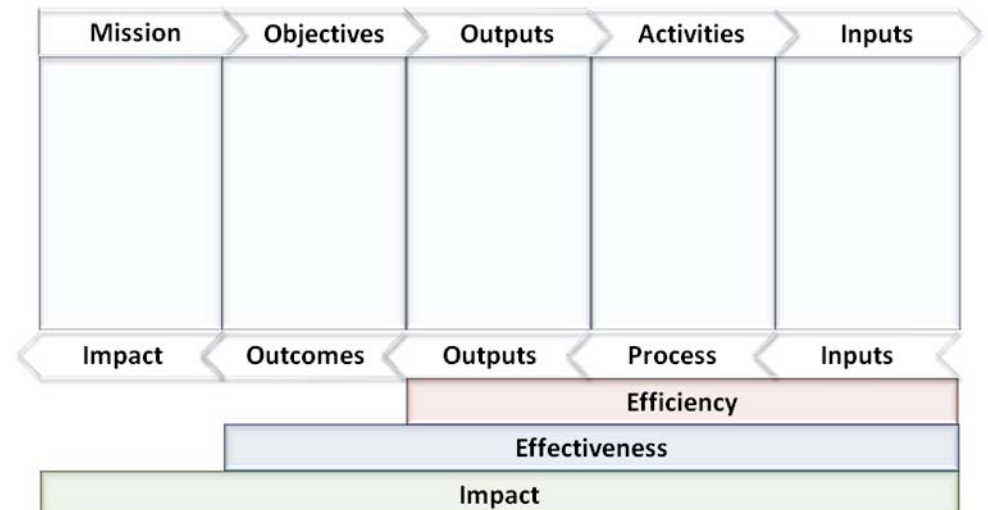 Mission Objectives Outputs Activities Inputs
Impact Outcomes Outputs Process Inputs
Efficiency
Effectiveness
Impact